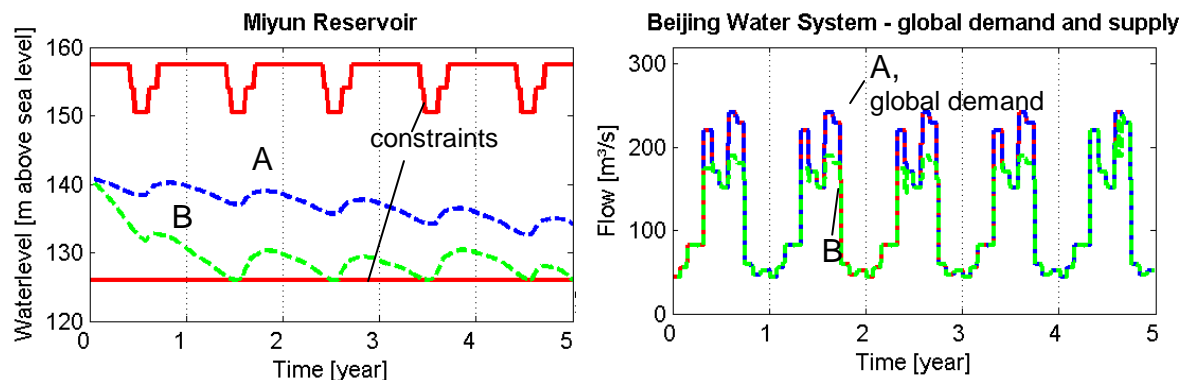 Miyun Reservoir
Waterlevel [m above sea level]
160
150
140
130
120
A
B
constraints
0 1 2 3 4 5
Time [year]
Beijing Water System - global demand and supply
Flow [m³/s]
300
200
100
0
A,
global demand
B
0 1 2 3 4 5
Time [year]